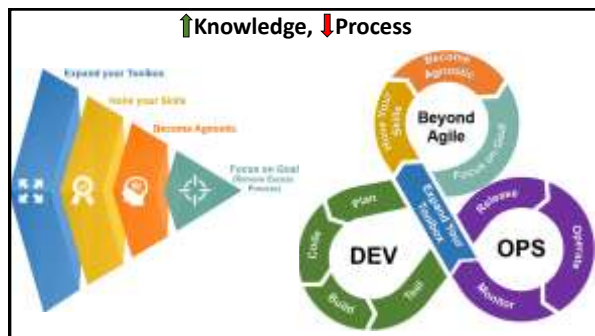 Knowledge, Process
Expand your Toolbox
Hone your Skills
Become Agnostic
Focus on Goal
(Remove Excess
Process)
Become
Agnostic
Hone Your
Skills
Beyond
Agile
Focus on Goal
Expand Your
Toolbox
Plan
Code
Build
Test
DEV
Release
Operate
Monitor
OPS